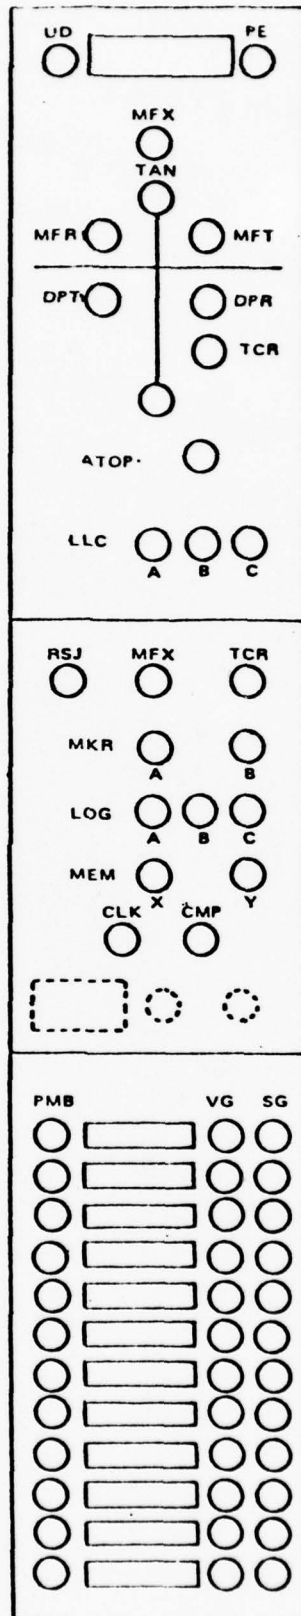 UD PE
MFX
TAN
MFR MFT
DPT DPR
TCR
ATOP
LLC
A B C
RSJ MFX TCR
MKR
A B
LOG
A B C
MEM
X Y
CLK CMP
PMB VG SG